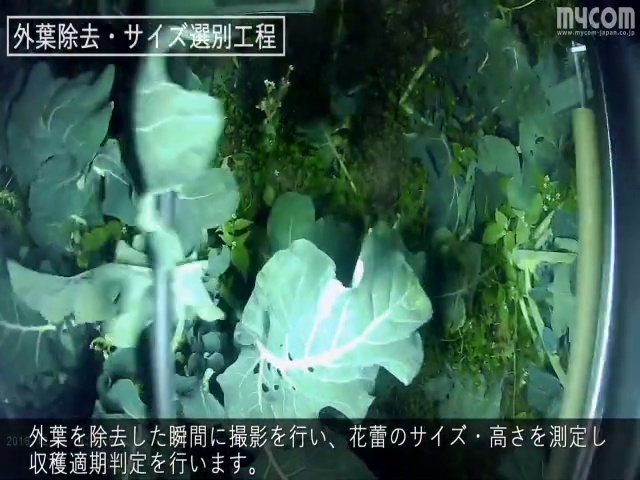 外葉除去・サイズ選別工程
mycom
www.mycom-japan.co.jp
外葉を除去した瞬間に撮影を行い、花蕾のサイズ・高さを測定し
収穫適期判定を行います。